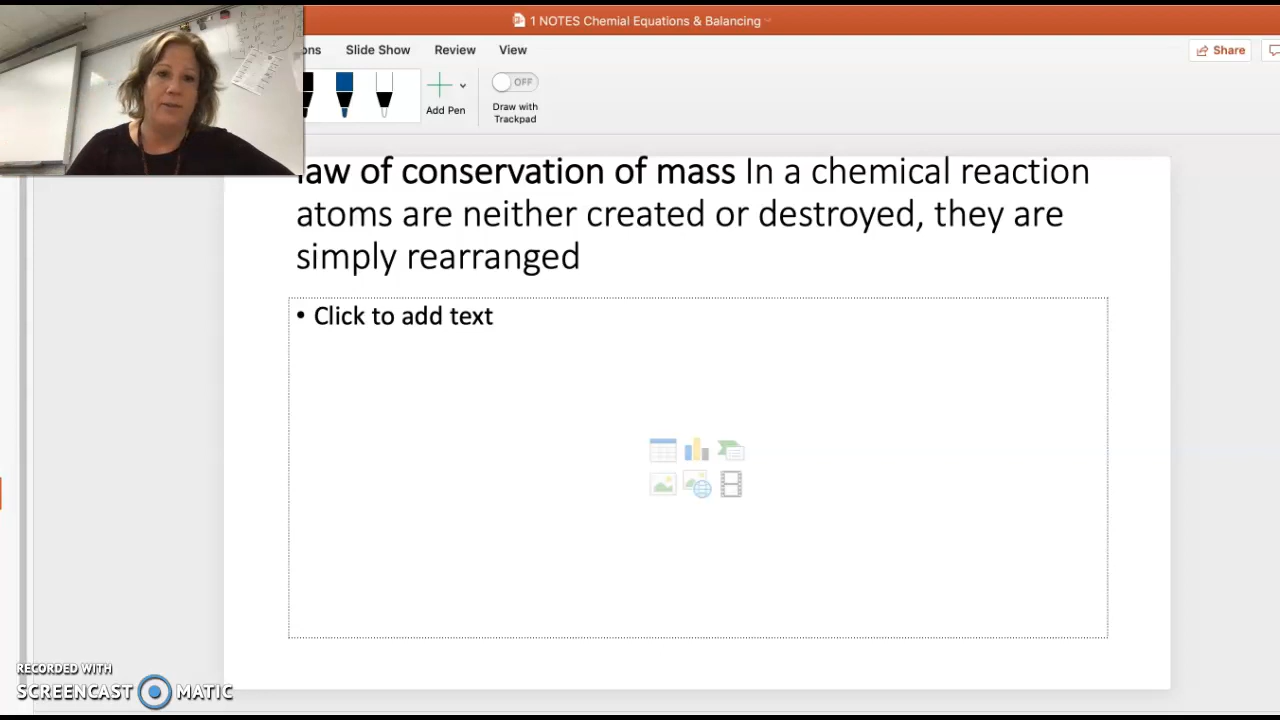 1 NOTES Chemial Equations & Balancing
ons Slide Show Review View
Share
OFF
Add Pen
Draw with
Trackpad
law of conservation of mass In a chemical reaction
atoms are neither created or destroyed, they are
simply rearranged
• Click to add text
RECORDED WITH
SCREENCAST MATIC